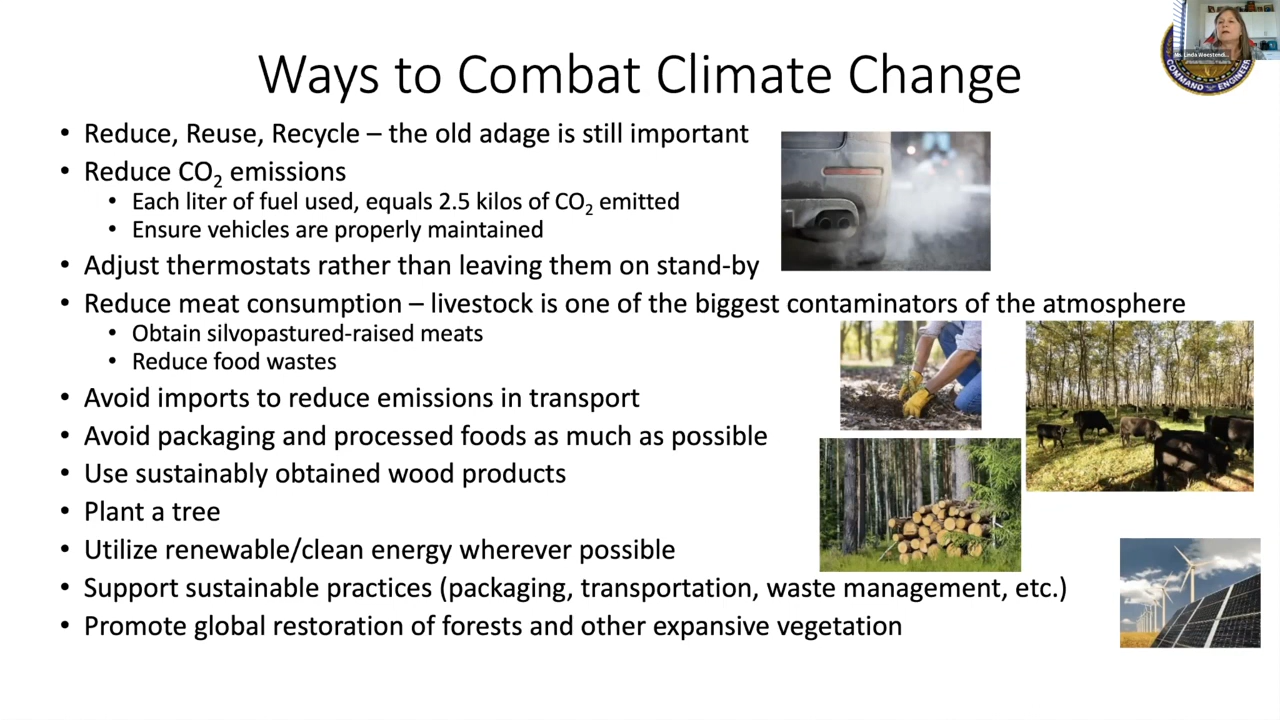 Ways to Combat Climate Change
• Reduce, Reuse, Recycle – the old adage is still important
• Reduce CO2 emissions
• Each liter of fuel used, equals 2.5 kilos of CO2 emitted
• Ensure vehicles are properly maintained
• Adjust thermostats rather than leaving them on stand-by
• Reduce meat consumption – livestock is one of the biggest contaminators of the atmosphere
• Obtain silvopastured-raised meats
• Reduce food wastes
• Avoid imports to reduce emissions in transport
• Avoid packaging and processed foods as much as possible
• Use sustainably obtained wood products
• Plant a tree
• Utilize renewable/clean energy wherever possible
• Support sustainable practices (packaging, transportation, waste management, etc.)
• Promote global restoration of forests and other expansive vegetation
COMMAND ENGINEER